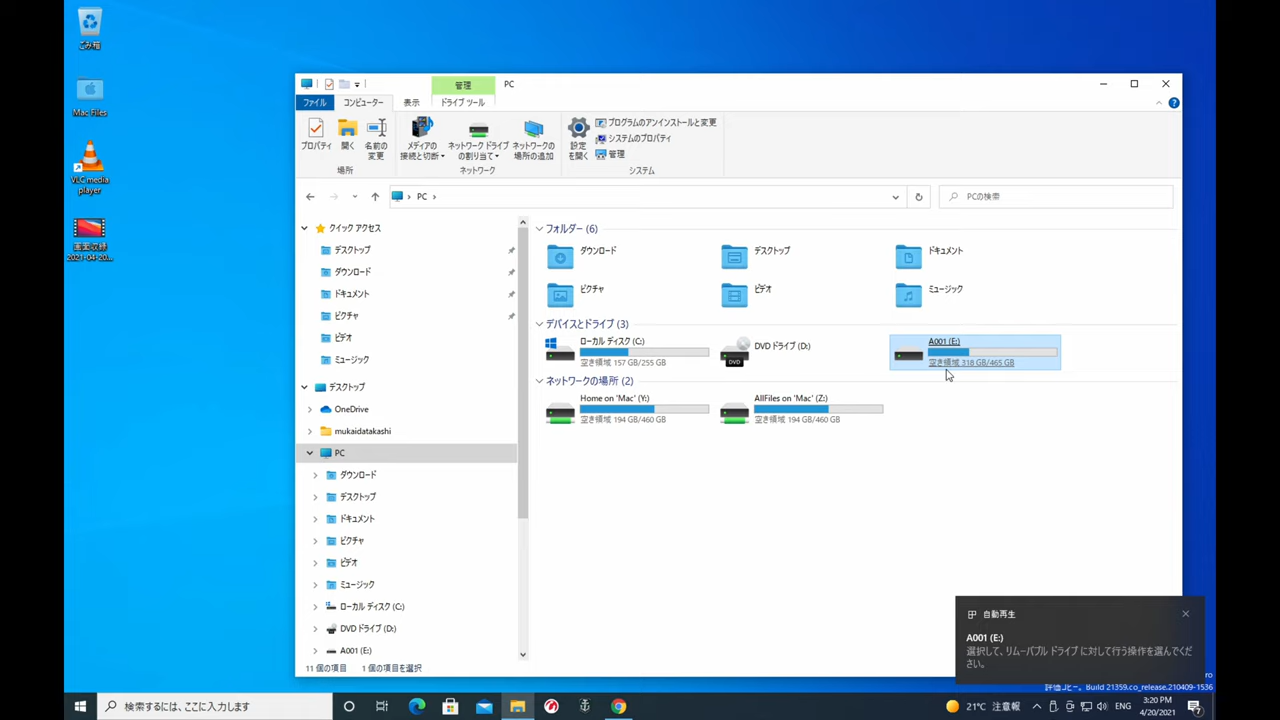 ごみ箱
Mac Files
VLC media
player
画面収録
2021-04-20...
管理
PC
ファイル
コンピューター
表示
ドライブ ツール
プロパティ
開く
名前の
変更
メディアの
接続と切断
ネットワーク ドライブ
の割り当て
ネットワークの
場所の追加
設定
を開く
プログラムのアンインストールと変更
システムのプロパティ
管理
場所
ネットワーク
システム
PC
PCの検索
クイック アクセス
デスクトップ
ダウンロード
ドキュメント
ピクチャ
ビデオ
ミュージック
デスクトップ
OneDrive
mukaidatakashi
PC
ダウンロード
デスクトップ
ドキュメント
ピクチャ
ビデオ
ミュージック
ローカル ディスク (C:)
DVD ドライブ (D:)
A001 (E:)
フォルダー (6)
ダウンロード
デスクトップ
ドキュメント
ピクチャ
ビデオ
ミュージック
デバイスとドライブ (3)
ローカル ディスク (C:)
空き領域 157 GB/255 GB
DVD ドライブ (D:)
DVD
A001 (E:)
空き領域 318 GB/465 GB
ネットワークの場所 (2)
Home on 'Mac' (Y:)
空き領域 194 GB/460 GB
AllFiles on 'Mac' (Z:)
空き領域 194 GB/460 GB
11 個の項目
1 個の項目を選択
自動再生
A001 (E:)
選択して、リムーバブル ドライブ に対して行う操作を選んでくだ
さい。
評価コピー。 Build 21359.co_release.210409-1536
検索するには、ここに入力します
21°C 注意報
ENG
3:20 PM
4/20/2021